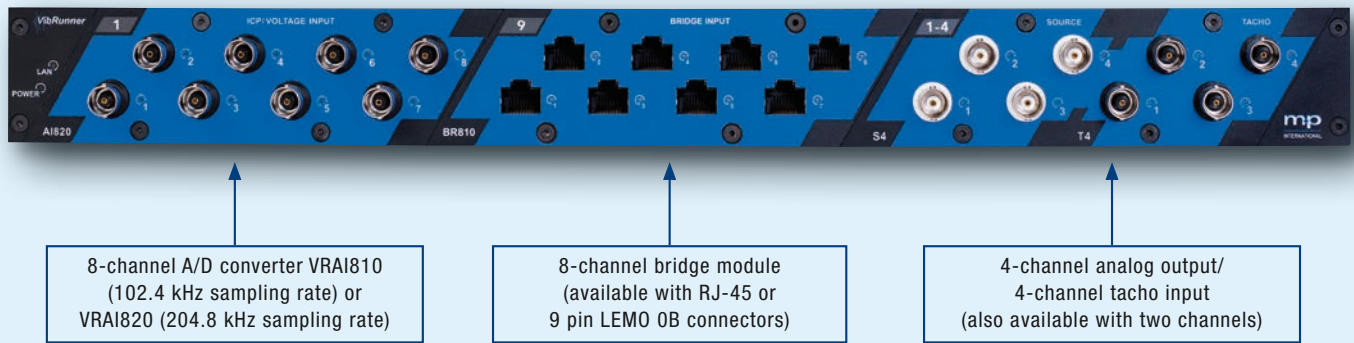 VibRunner
1
ICP/VOLTAGE INPUT
9
BRIDGE INPUT
1-4
SOURCE
TACHO
LAN
POWER
2
4
6
8
1
3
5
7
2
4
2
4
1
3
1
3
AI820
BR810
S4
T4
mp
INTERNATIONAL
8-channel A/D converter VRAI810
(102.4 kHz sampling rate) or
VRAI820 (204.8 kHz sampling rate)
8-channel bridge module
(available with RJ-45 or
9 pin LEMO 0B connectors)
4-channel analog output/
4-channel tacho input
(also available with two channels)